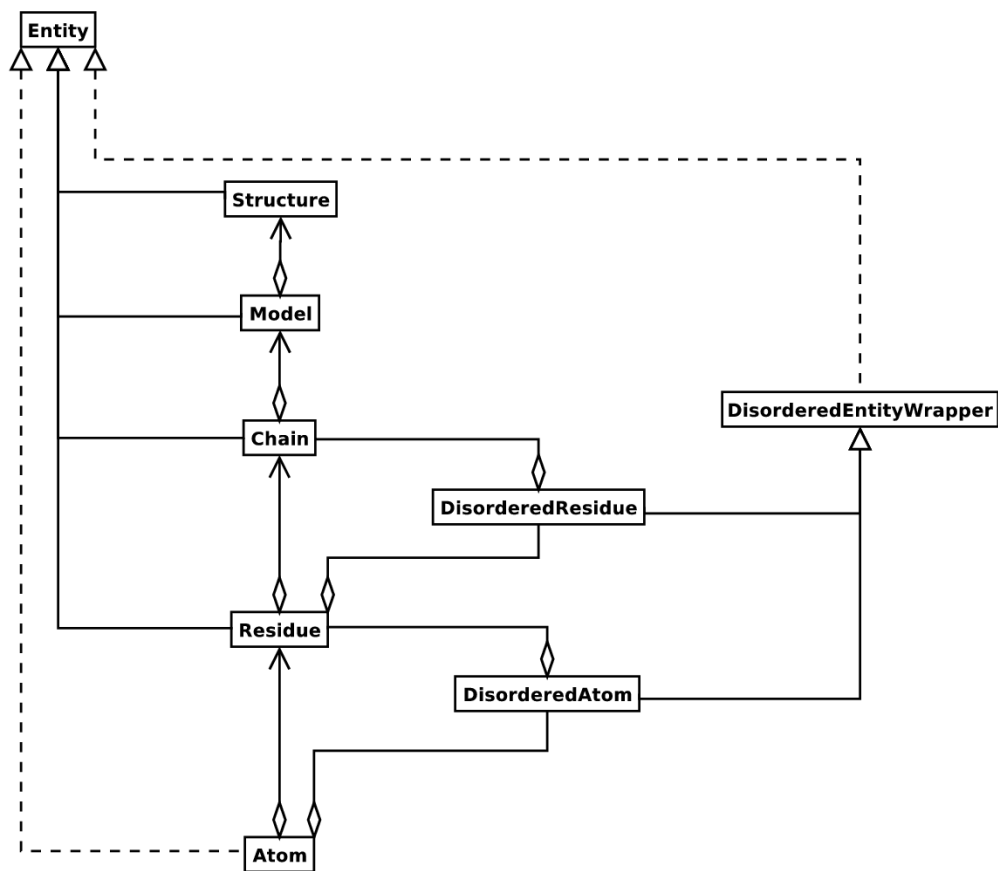 Entity
Structure
Model
DisorderedEntityWrapper
Chain
DisorderedResidue
Residue
DisorderedAtom
Atom